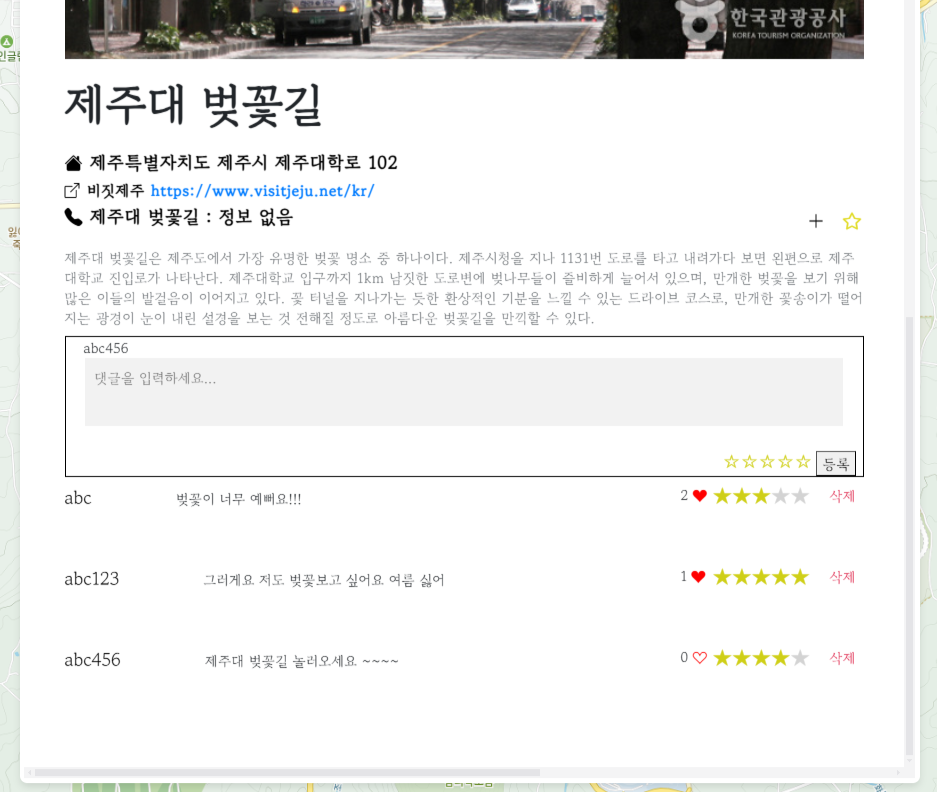 한국관광공사
KOREA TOURISM ORGANIZATION
제주대 벚꽃길
제주특별자치도 제주시 제주대학로 102
비짓제주 https://www.visitjeju.net/kr/
제주대 벚꽃길 : 정보 없음
제주대 벚꽃길은 제주도에서 가장 유명한 벚꽃 명소 중 하나이다. 제주시청을 지나 1131번 도로를 타고 내려가다 보면 왼편으로 제주
대학교 진입로가 나타난다. 제주대학교 입구까지 1km 남짓한 도로변에 벚나무들이 즐비하게 늘어서 있으며, 만개한 벚꽃을 보기 위해
많은 이들의 발걸음이 이어지고 있다. 꽃 터널을 지나가는 듯한 환상적인 기분을 느낄 수 있는 드라이브 코스로, 만개한 꽃송이가 떨어
지는 광경이 눈이 내린 설경을 보는 것 전해질 정도로 아름다운 벚꽃길을 만끽할 수 있다.
abc456
댓글을 입력하세요...
등록
abc 벚꽃이 너무 예뻐요!!! 2 삭제
abc123 그러게요 저도 벚꽃보고 싶어요 여름 싫어 1 삭제
abc456 제주대 벚꽃길 놀러오세요 ~~~~ 0 삭제